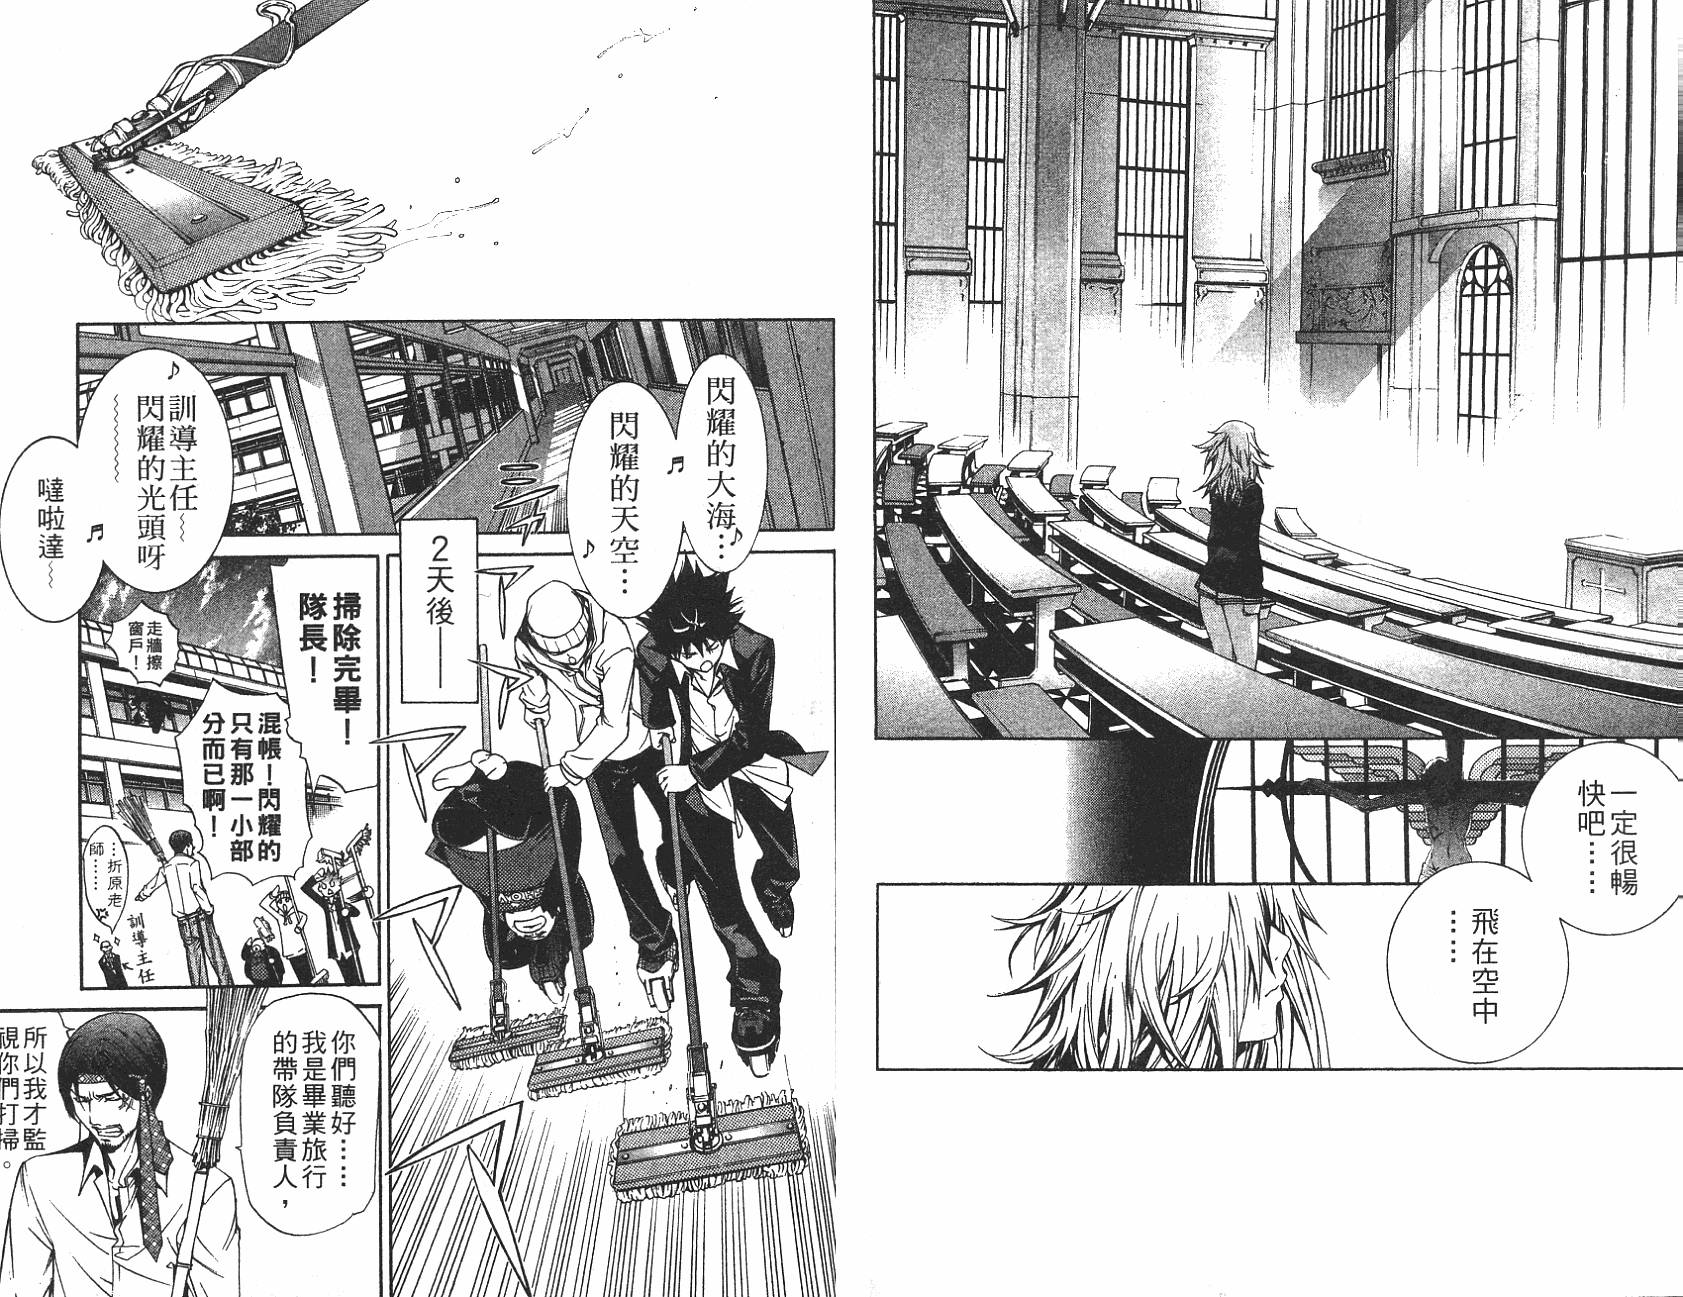 一定很暢
快吧……
飛在空中
……
閃耀的大海…
♪
♬
閃耀的天空…
♪
訓導主任～
閃耀的光頭呀
～～～～
♪
噠啦達～
♬
2天後──
掃除完畢！
隊長！
走牆擦
窗戶！
混帳！閃耀的
只有那一小部
分而已啊！
…折原老
師……
訓導主任
你們聽好……
我是畢業旅行
的帶隊負責人，
所以我才監
視你們打掃。